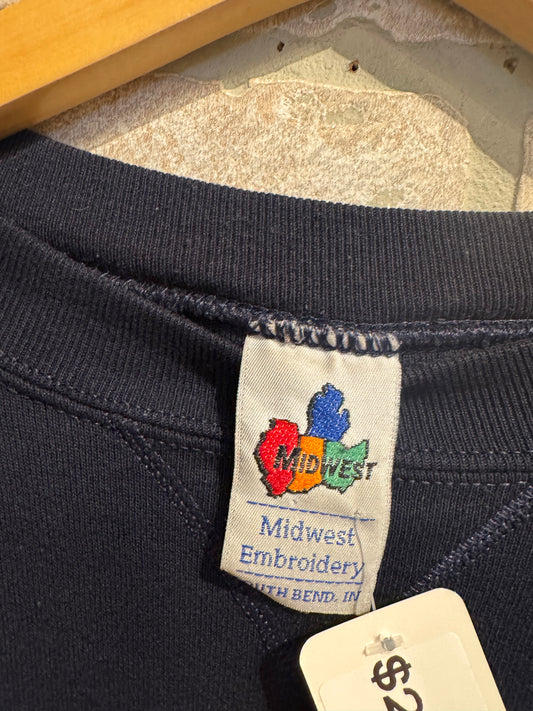 MIDWEST
Midwest
Embroidery
UTH BEND, IN
$2